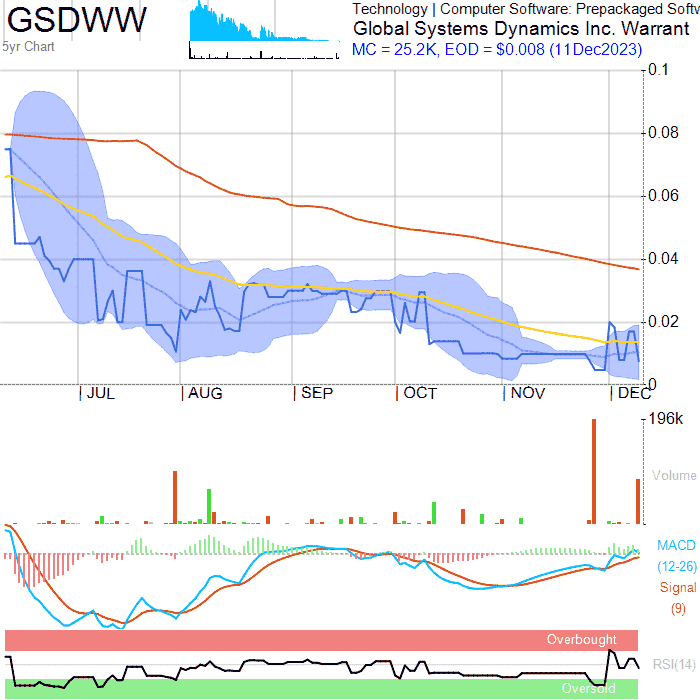 GSDWW
5yr Chart
Technology | Computer Software: Prepackaged Softw
Global Systems Dynamics Inc. Warrant
MC = 25.2K, EOD = $0.008 (11Dec2023)
0.1
0.08
0.06
0.04
0.02
0
JUL AUG SEP OCT NOV DEC
196k
Volume
MACD
(12-26)
Signal
(9)
Overbought
RSI(14)
Oversold